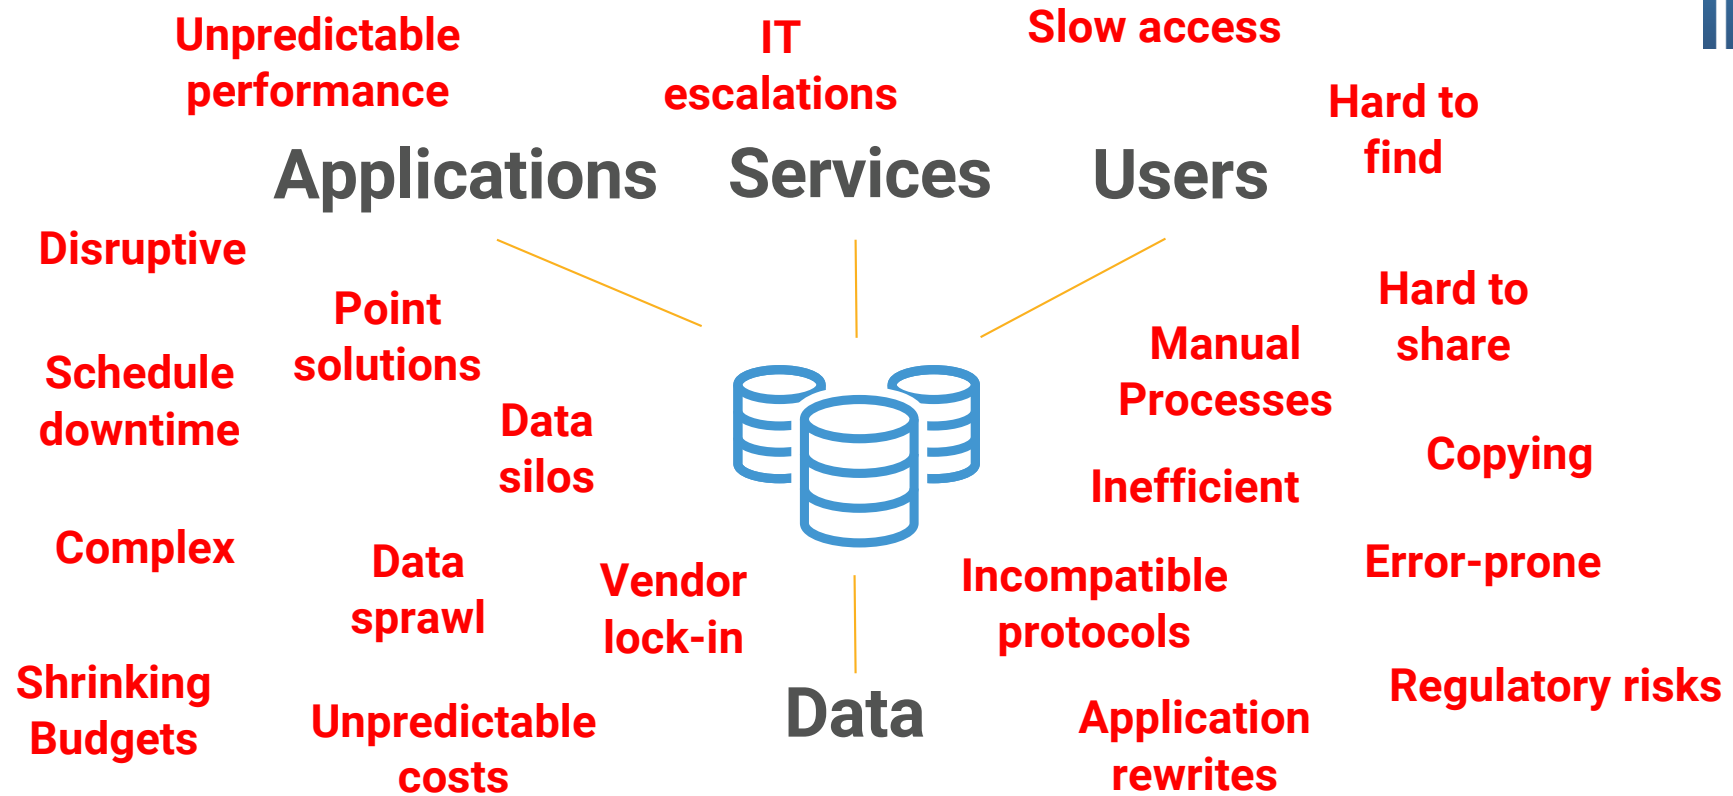 Unpredictable
performance
IT
escalations
Slow access
Hard to
find
Applications
Services
Users
Disruptive
Point
solutions
Hard to
share
Manual
Processes
Schedule
downtime
Data
silos
Copying
Inefficient
Complex
Data
sprawl
Vendor
lock-in
Incompatible
protocols
Error-prone
Shrinking
Budgets
Unpredictable
costs
Data
Application
rewrites
Regulatory risks